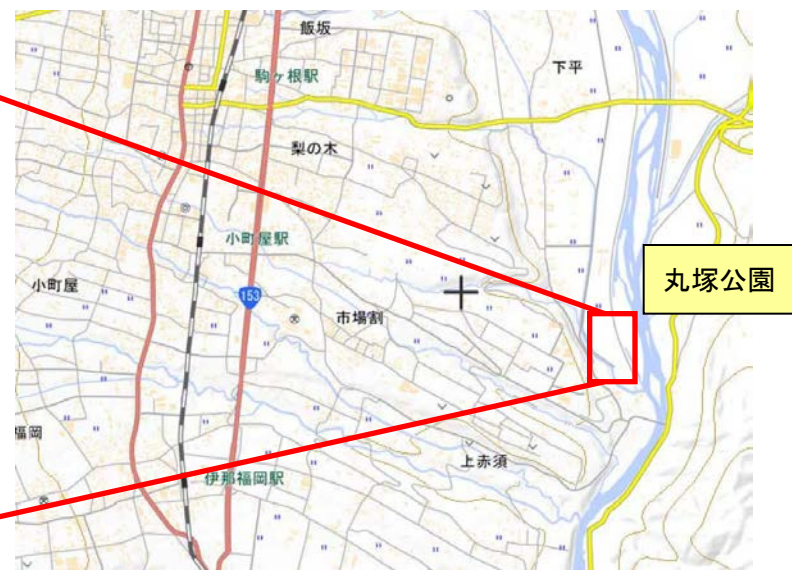 飯坂
駒ヶ根駅
下平
梨の木
小町屋駅
丸塚公園
小町屋
153
市場割
福岡
上赤須
伊那福岡駅